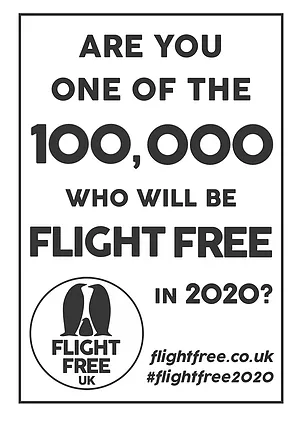 ARE YOU
ONE OF THE
100,000
WHO WILL BE
FLIGHT FREE
IN 2020?
FLIGHT
FREE
UK
flightfree.co.uk
#flightfree2020